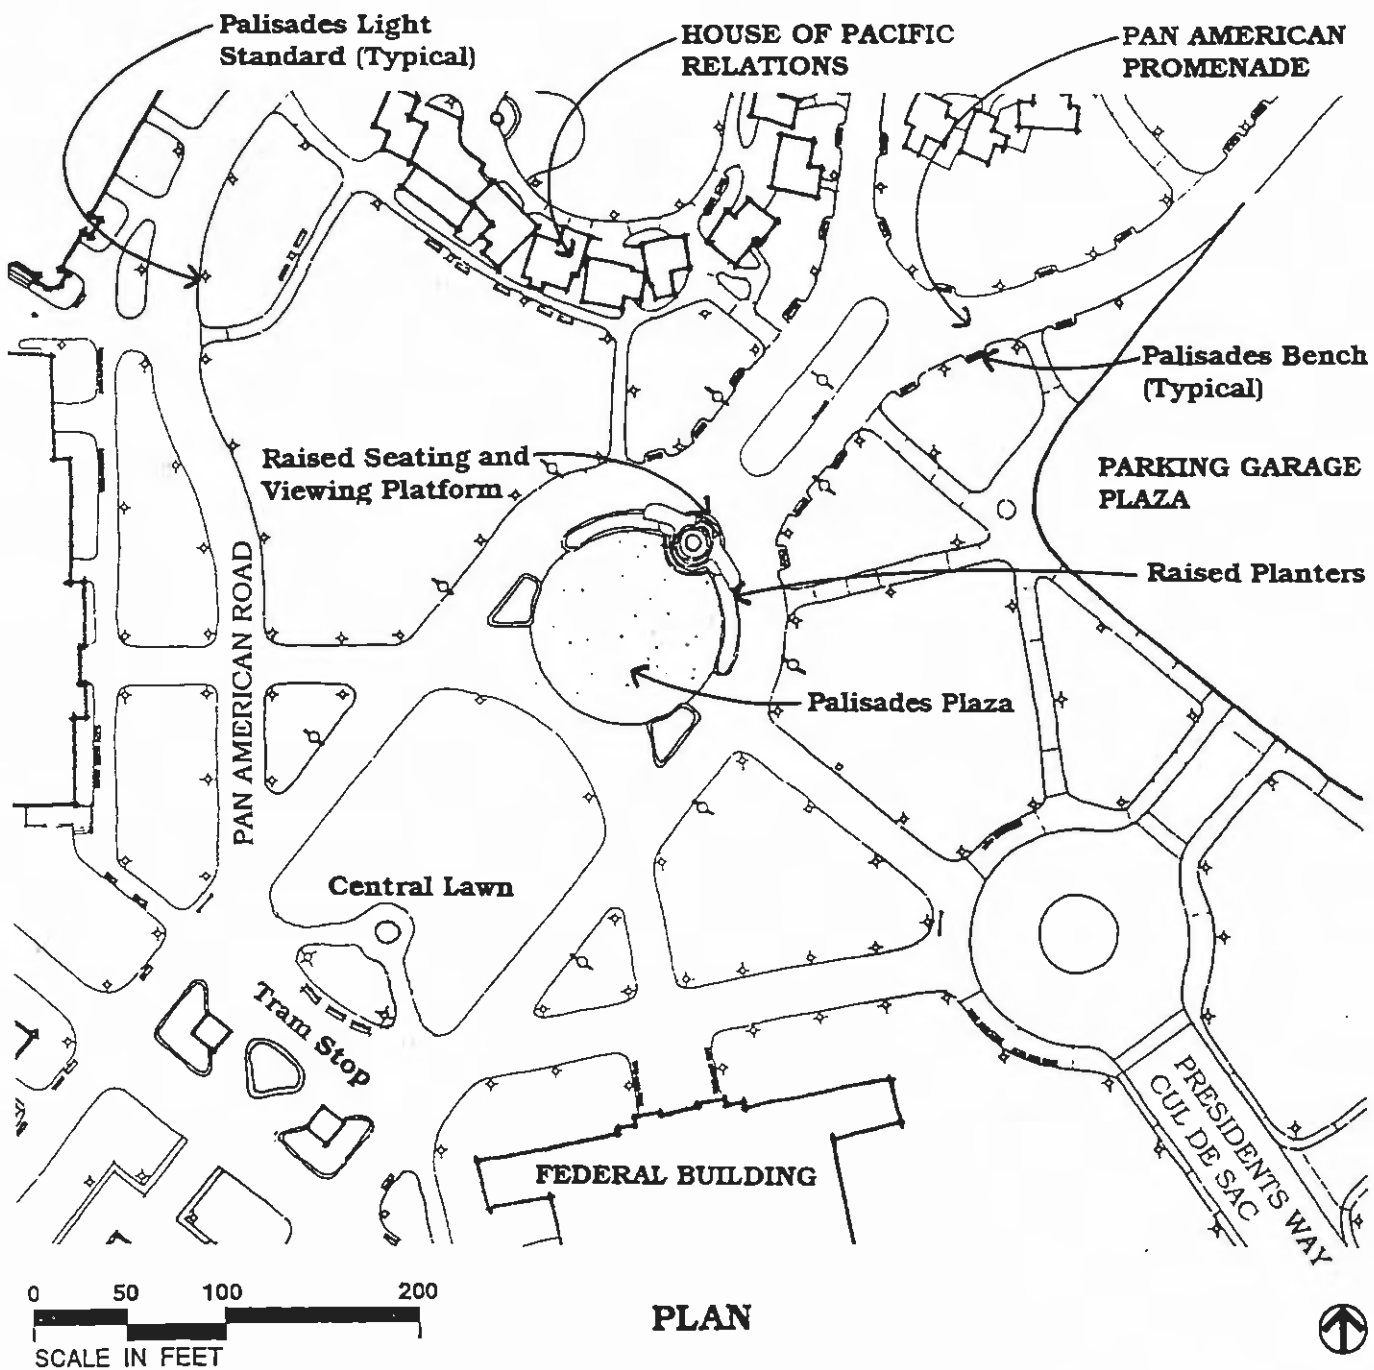 Palisades Light
Standard (Typical)
HOUSE OF PACIFIC
RELATIONS
PAN AMERICAN
PROMENADE
Palisades Bench
(Typical)
Raised Seating and
Viewing Platform
PARKING GARAGE
PLAZA
Raised Planters
PAN AMERICAN ROAD
Palisades Plaza
Central Lawn
Tram Stop
FEDERAL BUILDING
PRESIDENTS WAY
CUL DE SAC
0 50 100 200
SCALE IN FEET
PLAN